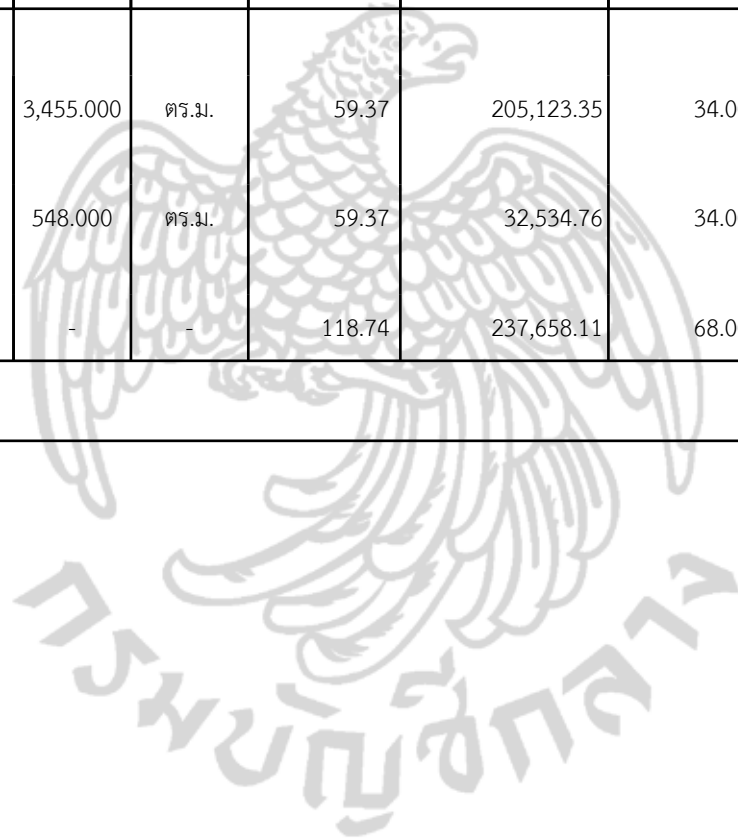 3,455.000 ตร.ม. 59.37 205,123.35 34.0
548.000 ตร.ม. 59.37 32,534.76 34.0
- - 118.74 237,658.11 68.0
กรมบัญชีกลาง